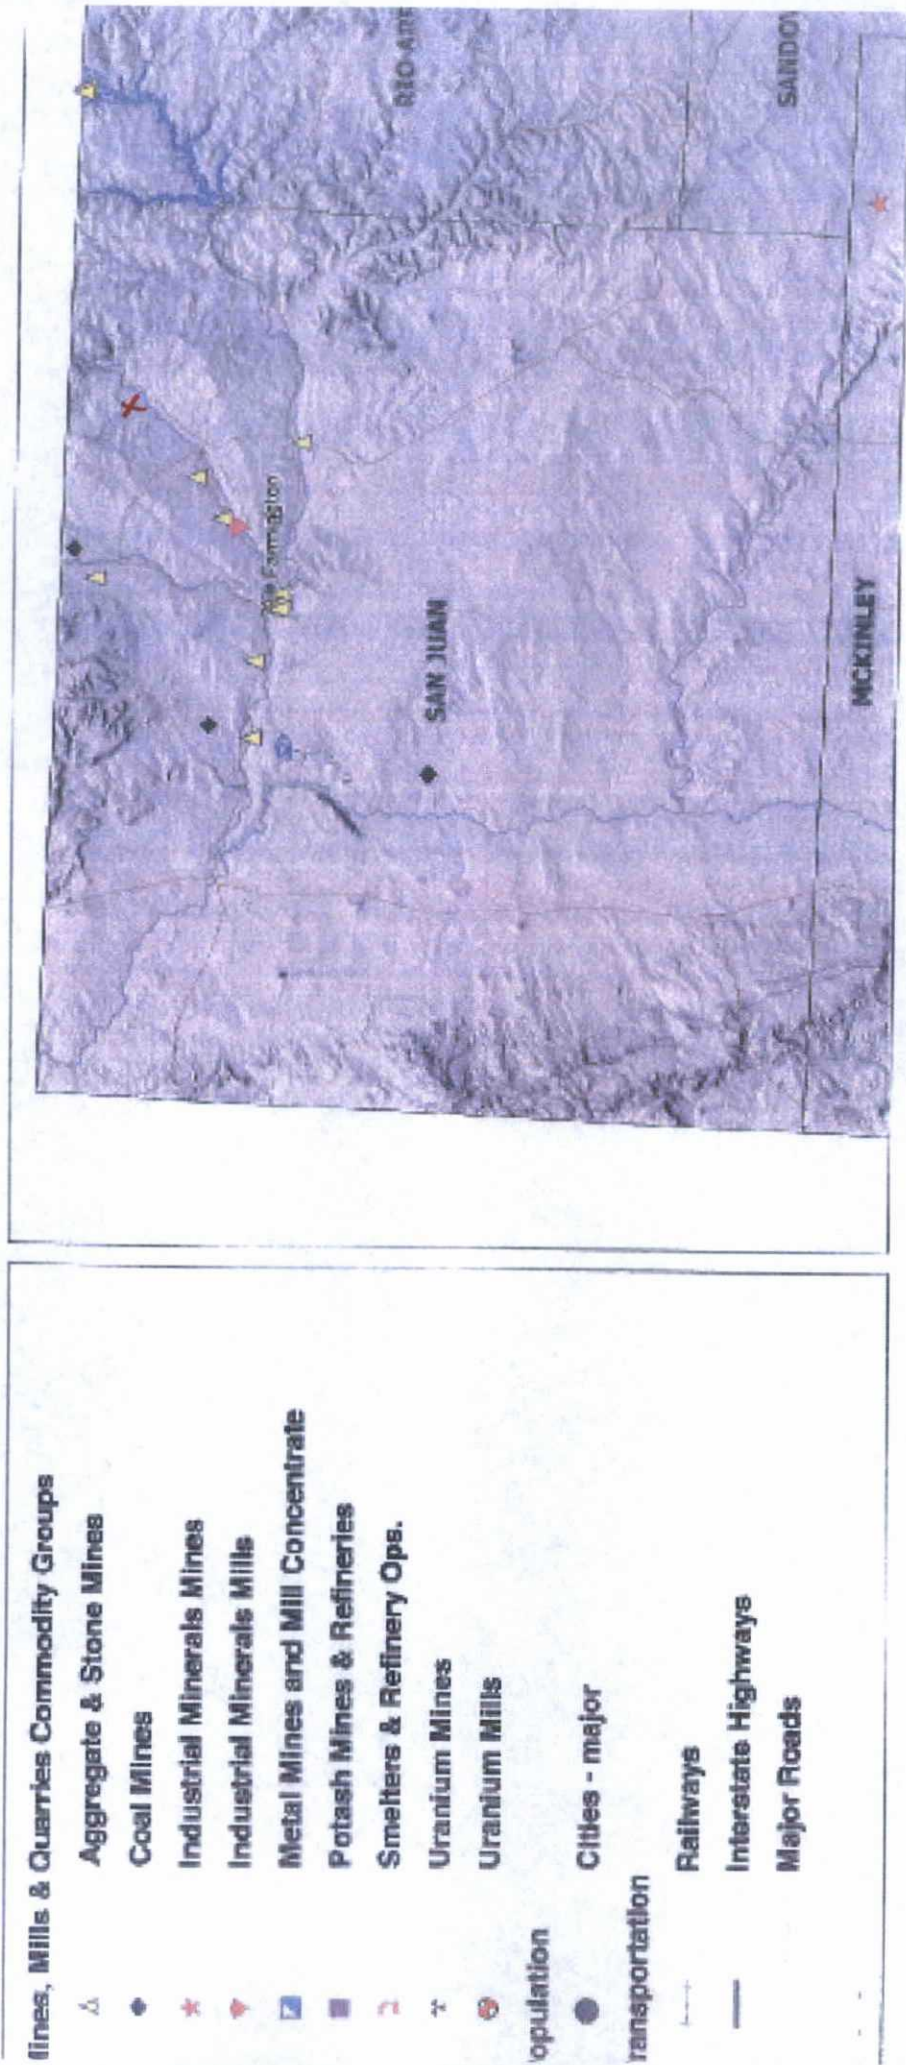 lines, Mills & Quarries Commodity Groups
Aggregate & Stone Mines
Coal Mines
Industrial Minerals Mines
Industrial Minerals Mills
Metal Mines and Mill Concentrate
Potash Mines & Refineries
Smelters & Refinery Ops.
Uranium Mines
Uranium Mills
opulation
Cities - major
ransportation
Railways
Interstate Highways
Major Roads
Farmington
SAN JUAN
MCKINLEY
SANDOV